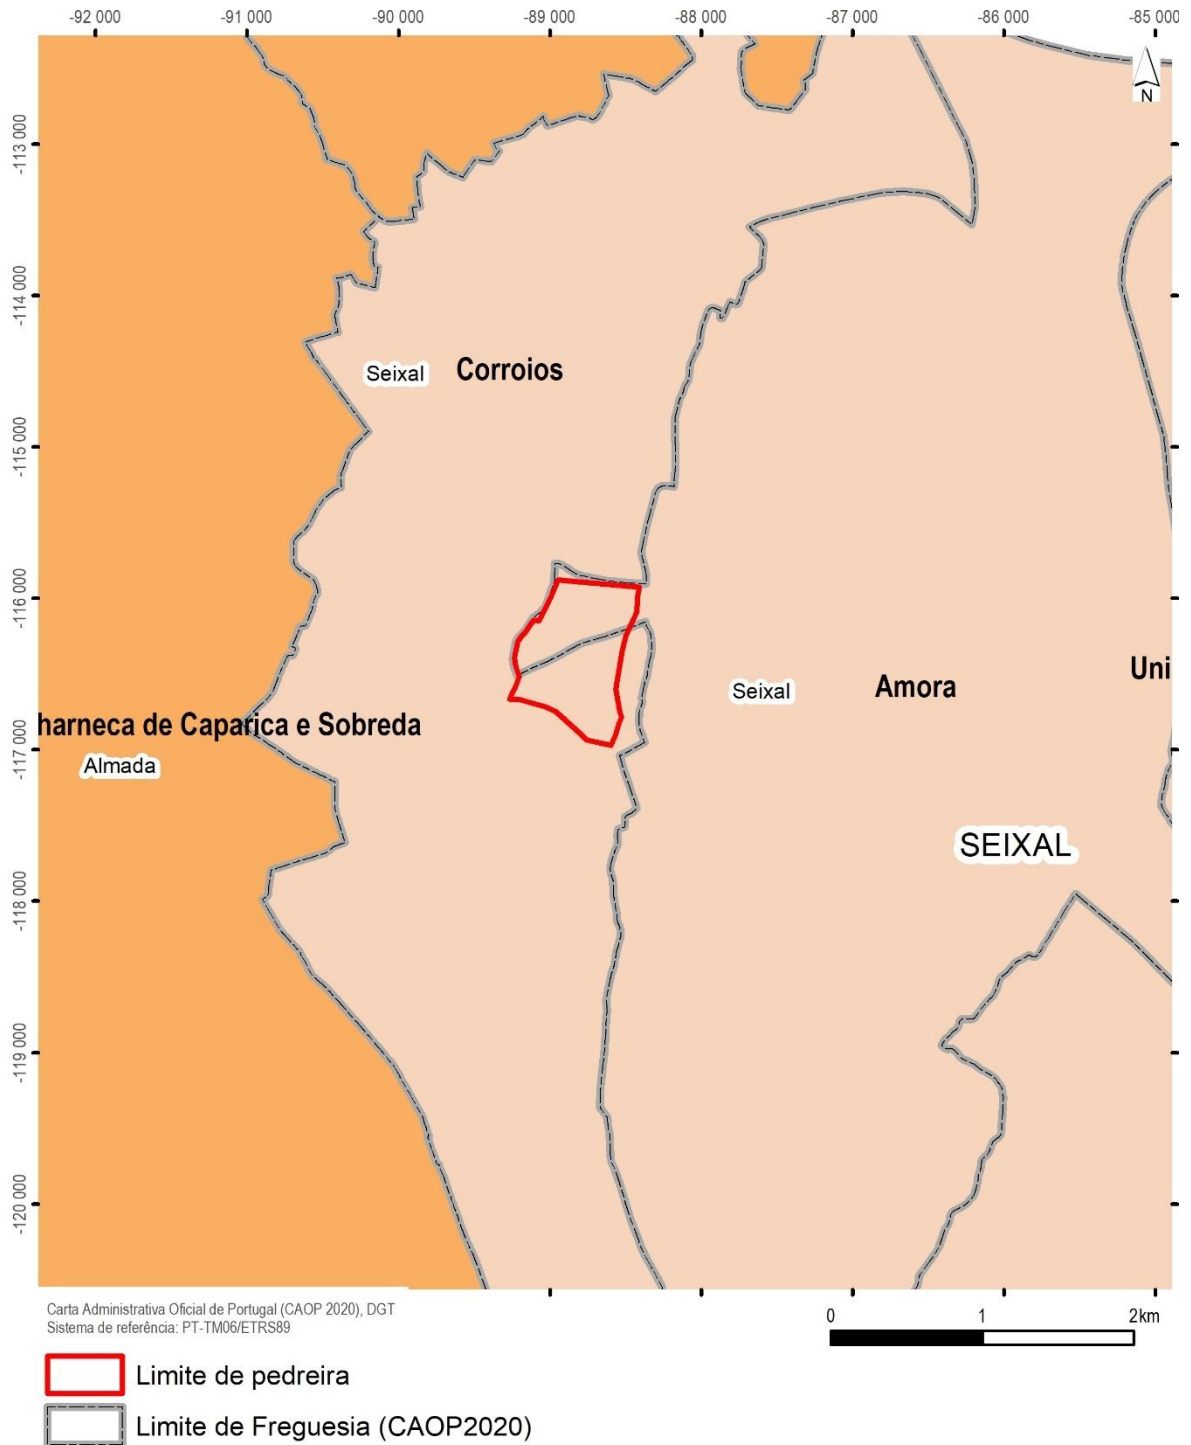 -92 000 -91 000 -90 000 -89 000 -88 000 -87 000 -86 000 -85 000
N
-113 000
-114 000
Seixal Corroios
-115 000
-116 000
Seixal Amora Uni
harneca de Caparica e Sobreda
-117 000
Almada
SEIXAL
-118 000
-119 000
-120 000
Carta Administrativa Oficial de Portugal (CAOP 2020), DGT
Sistema de referência: PT-TM06/ETRS89
0 1 2km
Limite de pedreira
Limite de Freguesia (CAOP2020)